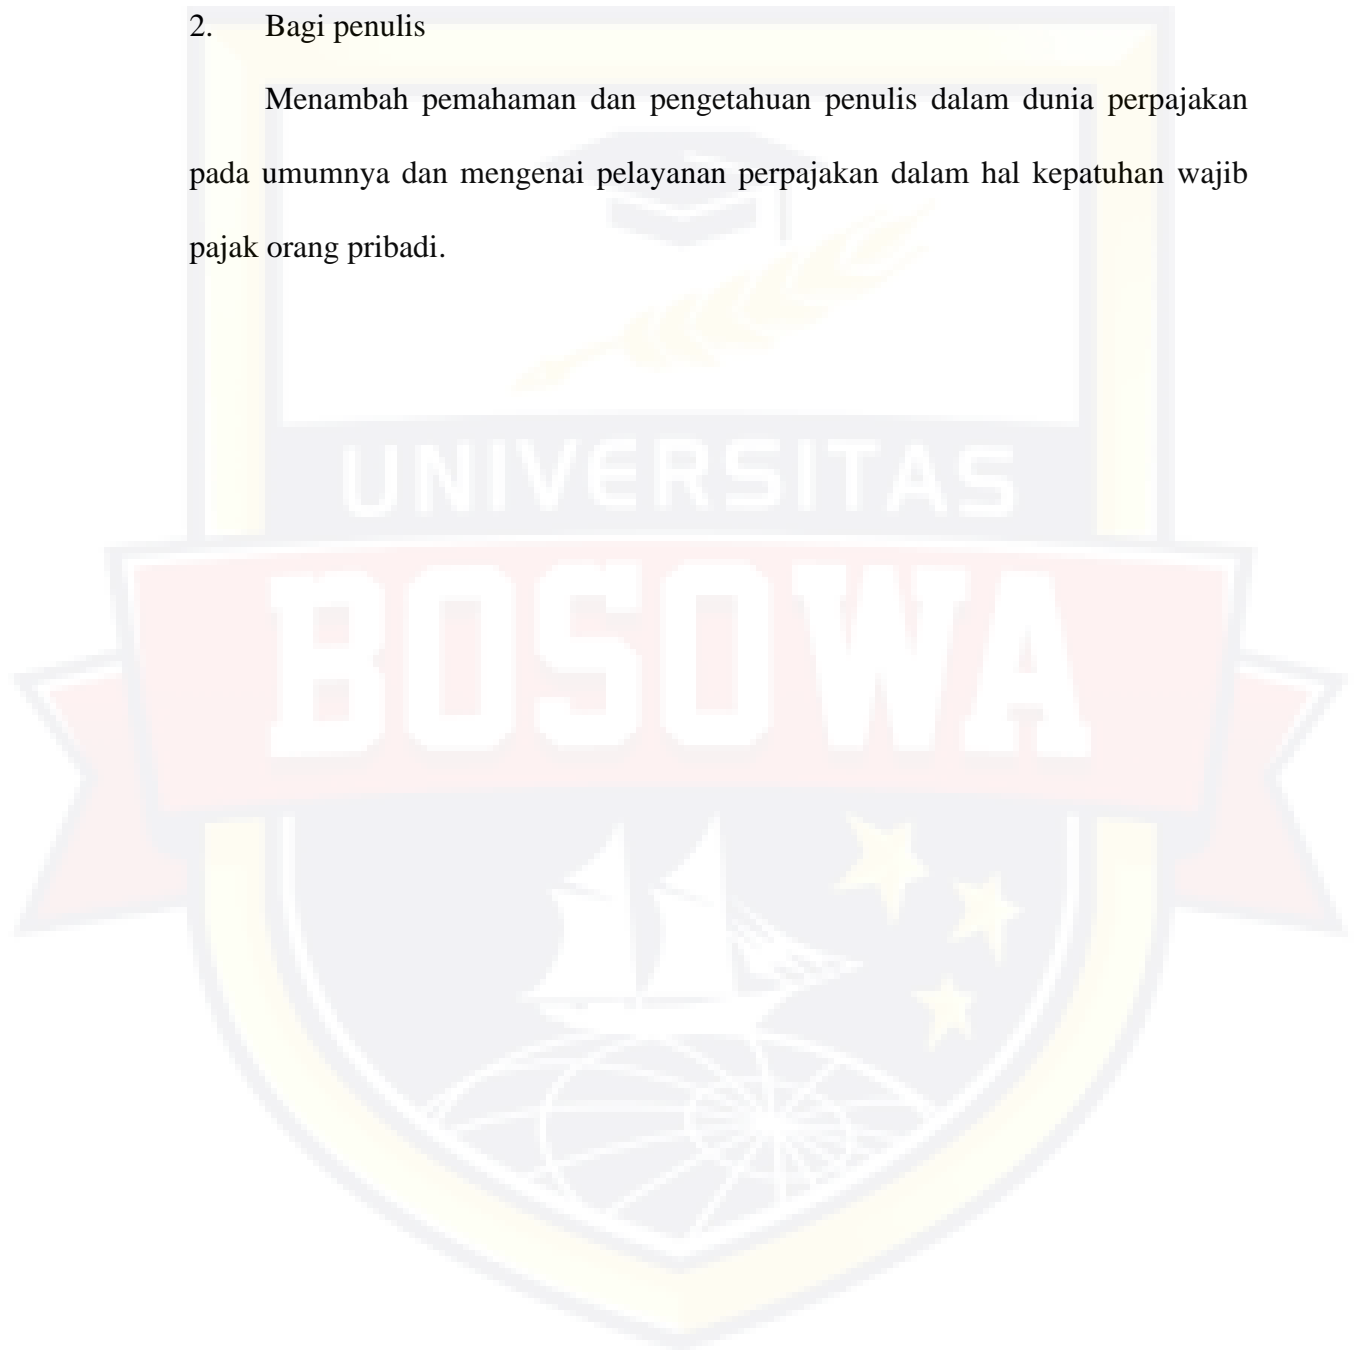 2. Bagi penulis
Menambah pemahaman dan pengetahuan penulis dalam dunia perpajakan
pada umumnya dan mengenai pelayanan perpajakan dalam hal kepatuhan wajib
pajak orang pribadi.
UNIVERSITAS
BOSOWA